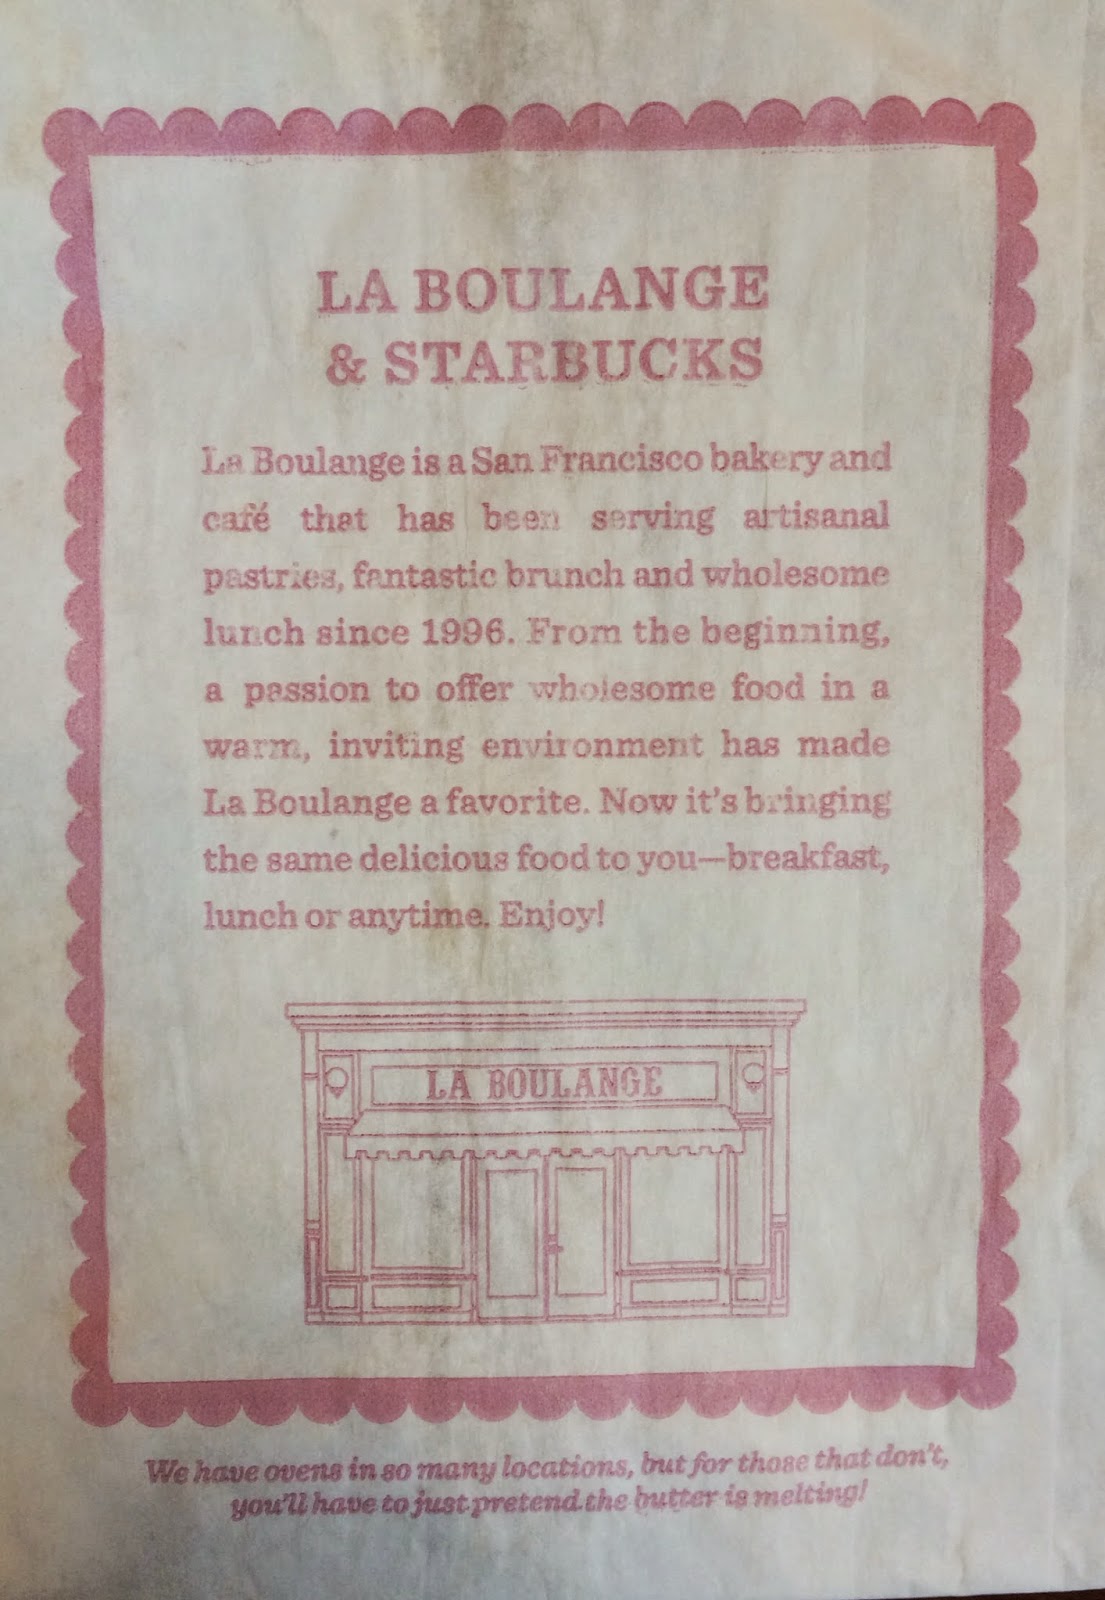 LA BOULANGE
& STARBUCKS
La Boulange is a San Francisco bakery and
café that has been serving artisanal
pastries, fantastic brunch and wholesome
lunch since 1996. From the beginning,
a passion to offer wholesome food in a
warm, inviting environment has made
La Boulange a favorite. Now it's bringing
the same delicious food to you—breakfast,
lunch or anytime. Enjoy!
LA BOULANGE
We have ovens in so many locations, but for those that don't,
you'll have to just pretend the butter is melting!